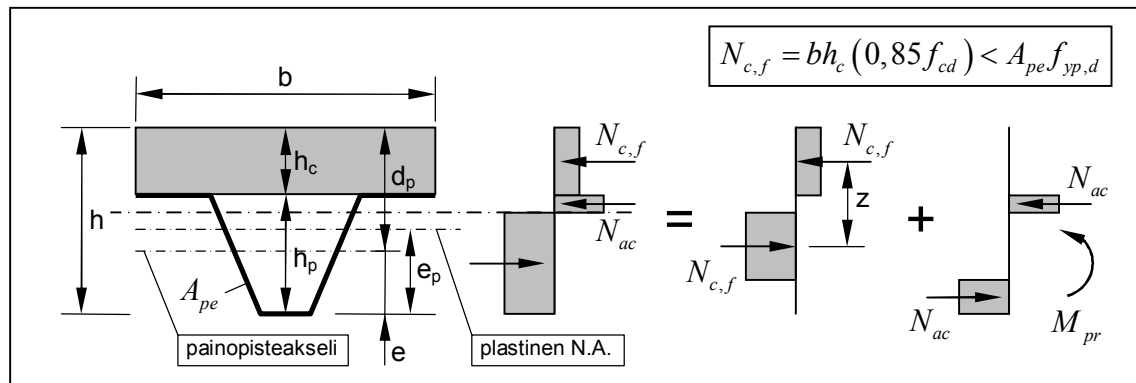 N_{c,f} = bh_c(0,85f_{cd}) < A_{pe}f_{yp,d}
b
h
h_c
d_p
h_p
e_p
A_{pe}
e
painopisteakseli
plastinen N.A.
N_{c,f}
N_{ac}
=
N_{c,f}
z
N_{c,f}
+
N_{ac}
N_{ac}
M_{pr}